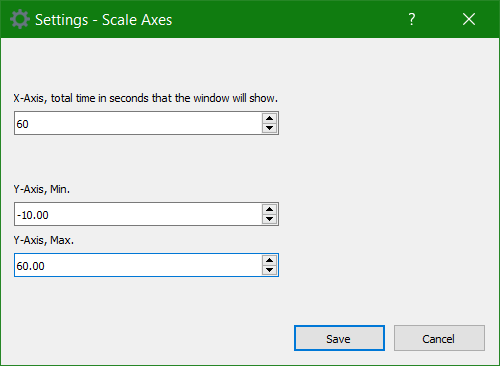 Settings - Scale Axes ?
X-Axis, total time in seconds that the window will show.
60
Y-Axis, Min.
-10.00
Y-Axis, Max.
60.00
Save Cancel